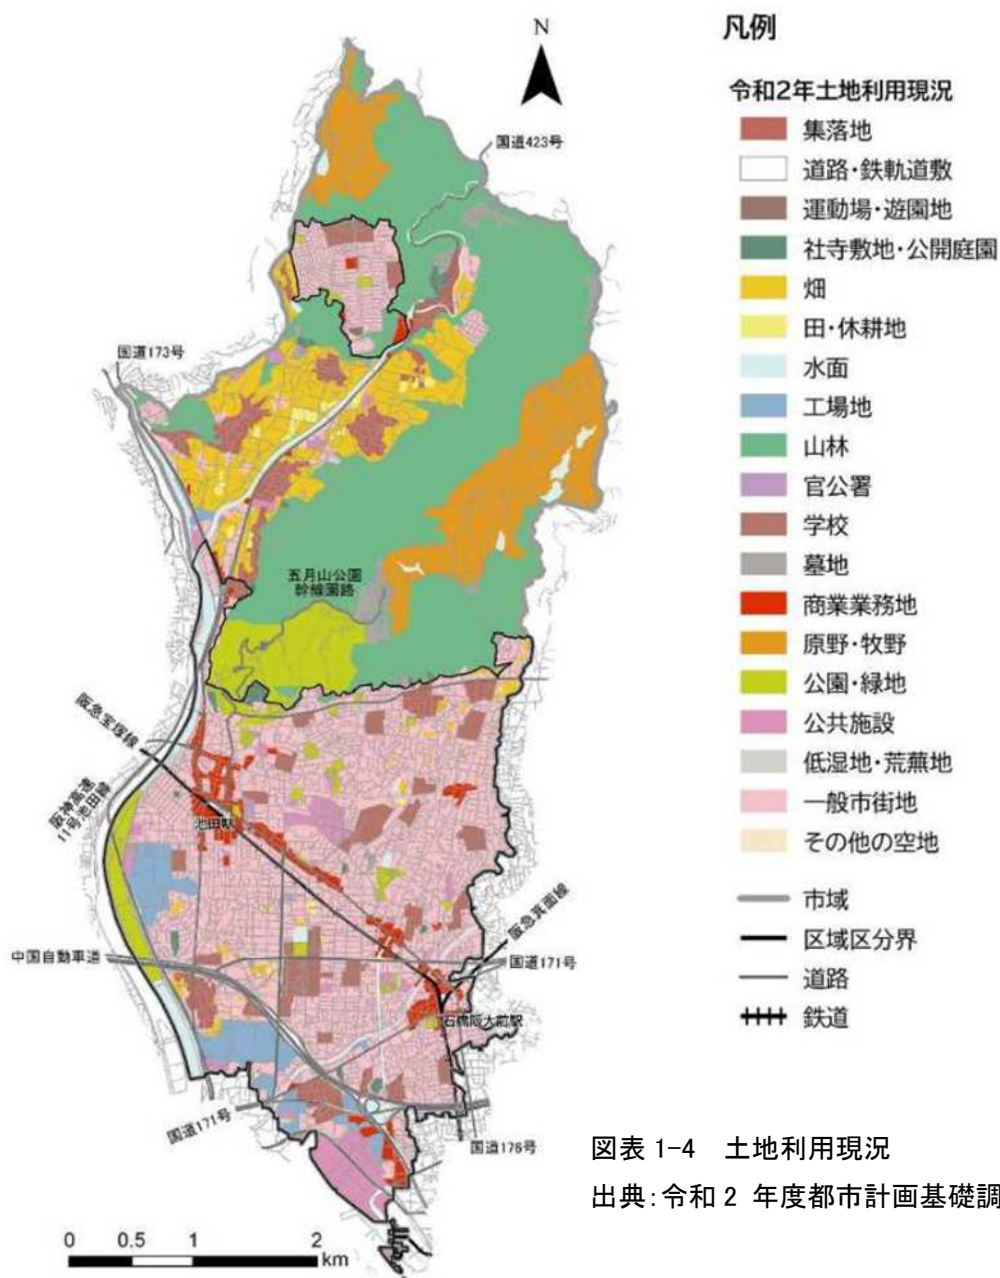 N
国道423号
国道173号
五月山公園
幹線園路
阪急宝塚線
阪神高速
11号池田線
池田駅
阪急箕面線
中国自動車道
国道171号
石橋阪大前駅
国道171号
国道176号
0 0.5 1 2
km
凡例
令和2年土地利用現況
集落地
道路・鉄軌道敷
運動場・遊園地
社寺敷地・公開庭園
畑
田・休耕地
水面
工場地
山林
官公署
学校
墓地
商業業務地
原野・牧野
公園・緑地
公共施設
低湿地・荒蕪地
一般市街地
その他の空地
市域
区域区分界
道路
鉄道
図表 1-4 土地利用現況
出典:令和 2 年度都市計画基礎調